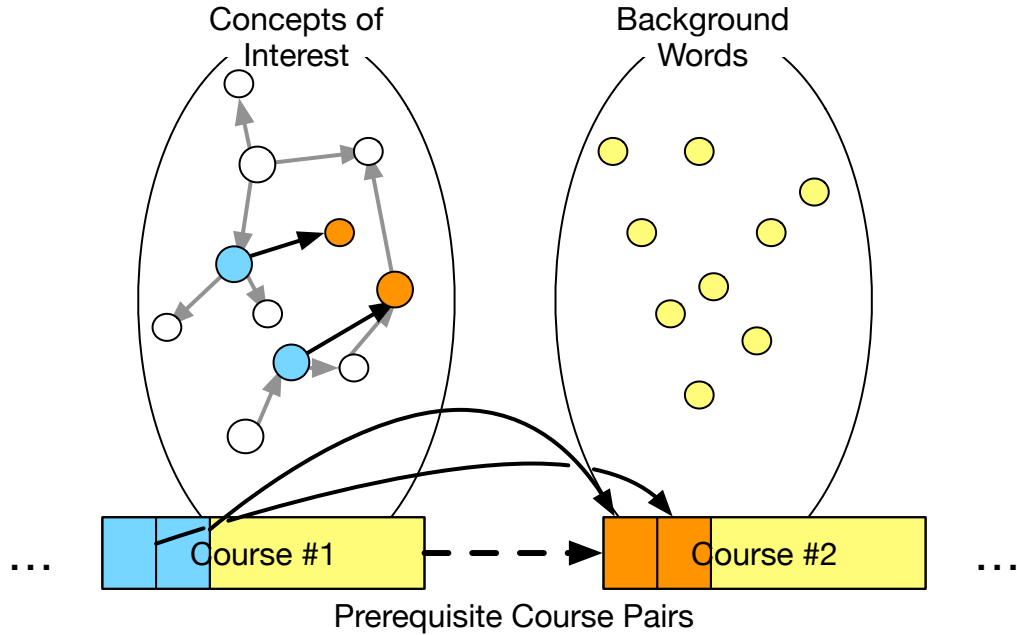 Concepts of
Interest
Background
Words
... Course #1 Course #2 ...
Prerequisite Course Pairs